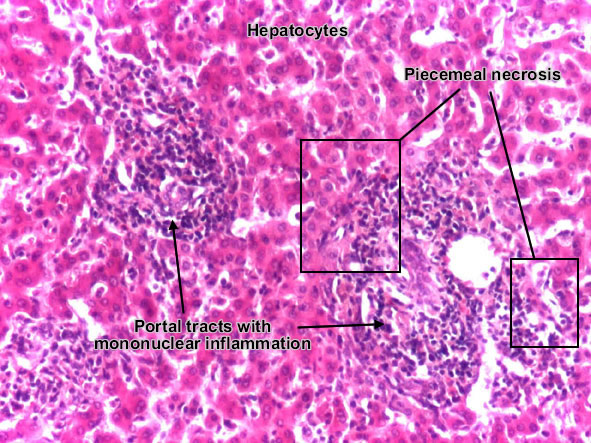 Hepatocytes
Piecemeal necrosis
Portal tracts with
mononuclear inflammation